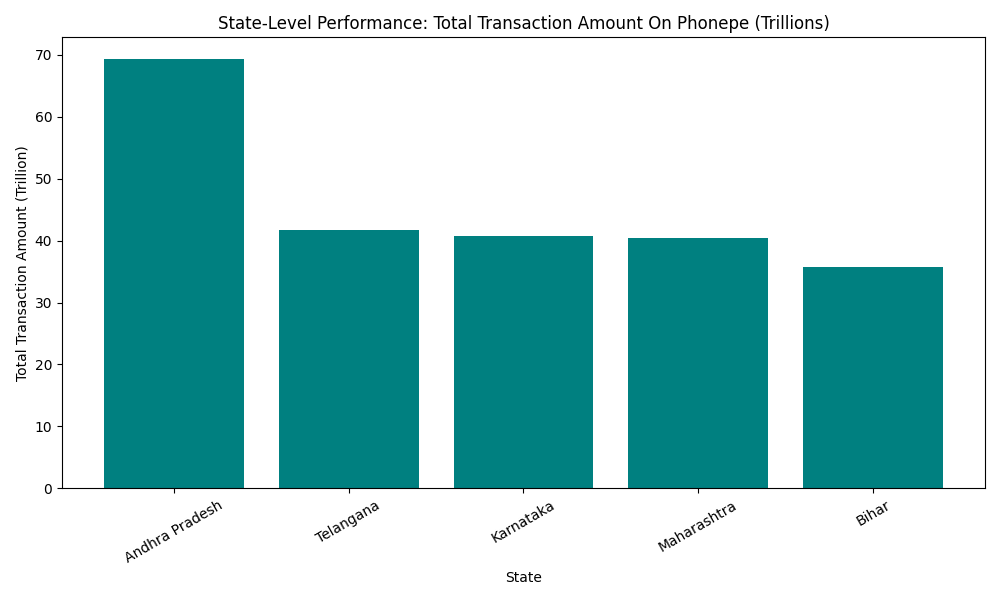 State-Level Performance: Total Transaction Amount On Phonepe (Trillions)
Total Transaction Amount (Trillion)
70
60
50
40
30
20
10
0
Andhra Pradesh
Telangana
Karnataka
Maharashtra
Bihar
State